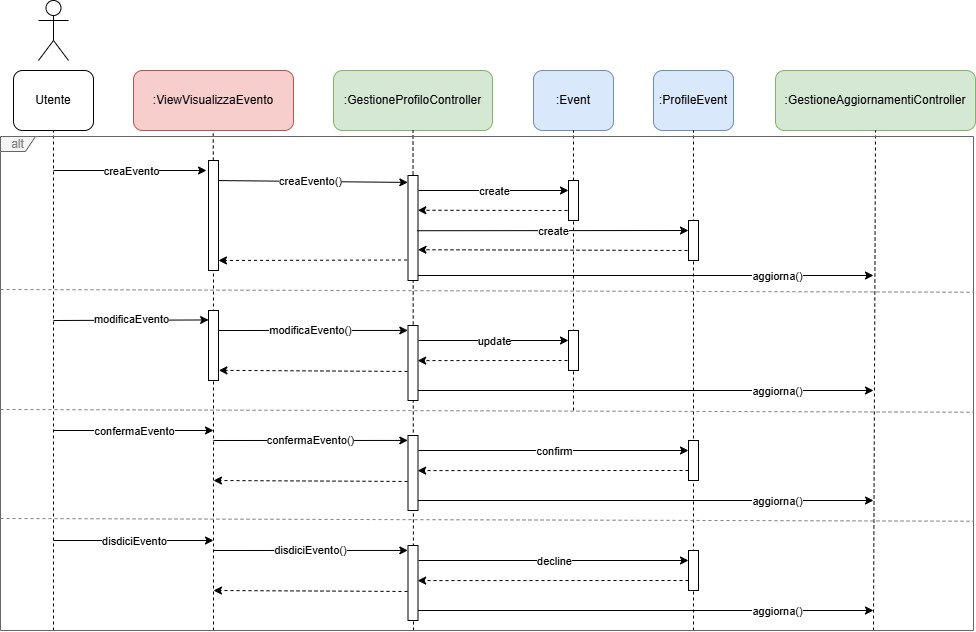 Utente
:ViewVisualizzaEvento
:GestioneProfiloController
:Event
:ProfileEvent
:GestioneAggiornamentiController
alt
creaEvento
creaEvento()
create
create
aggiorna()
modificaEvento
modificaEvento()
update
aggiorna()
confermaEvento
confermaEvento()
confirm
aggiorna()
disdiciEvento
disdiciEvento()
decline
aggiorna()